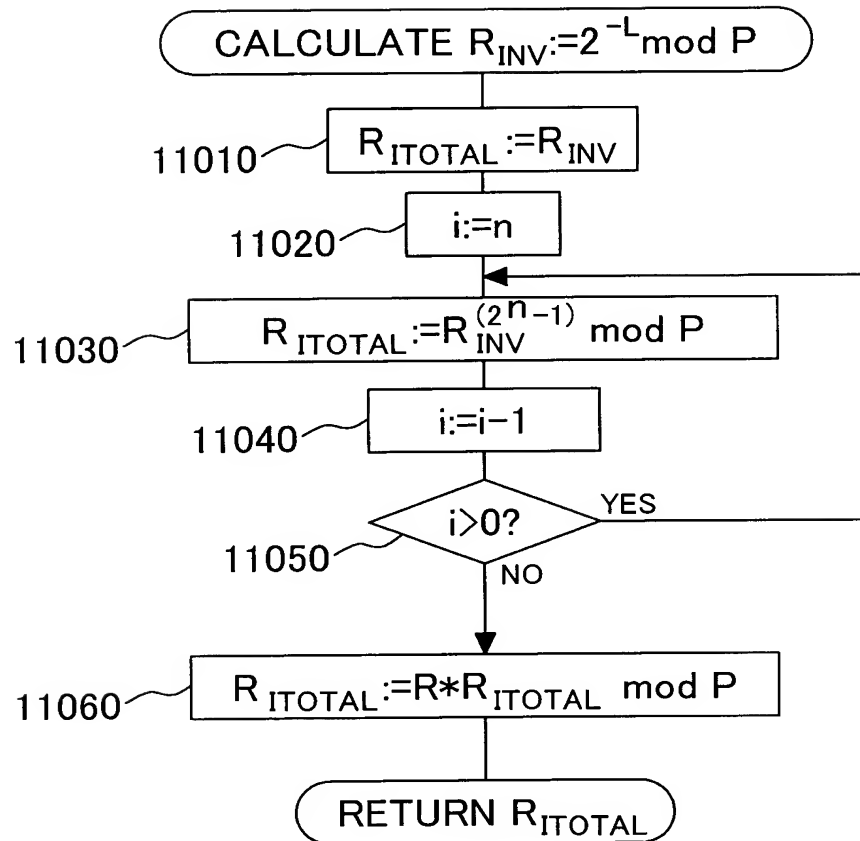 CALCULATE R_INV:=2^-L mod P
11010
R_ITOTAL:=R_INV
11020
i:=n
11030
R_ITOTAL:=R_INV^(2^n-1) mod P
11040
i:=i-1
11050
i>0?
YES
NO
11060
R_ITOTAL:=R*R_ITOTAL mod P
RETURN R_ITOTAL